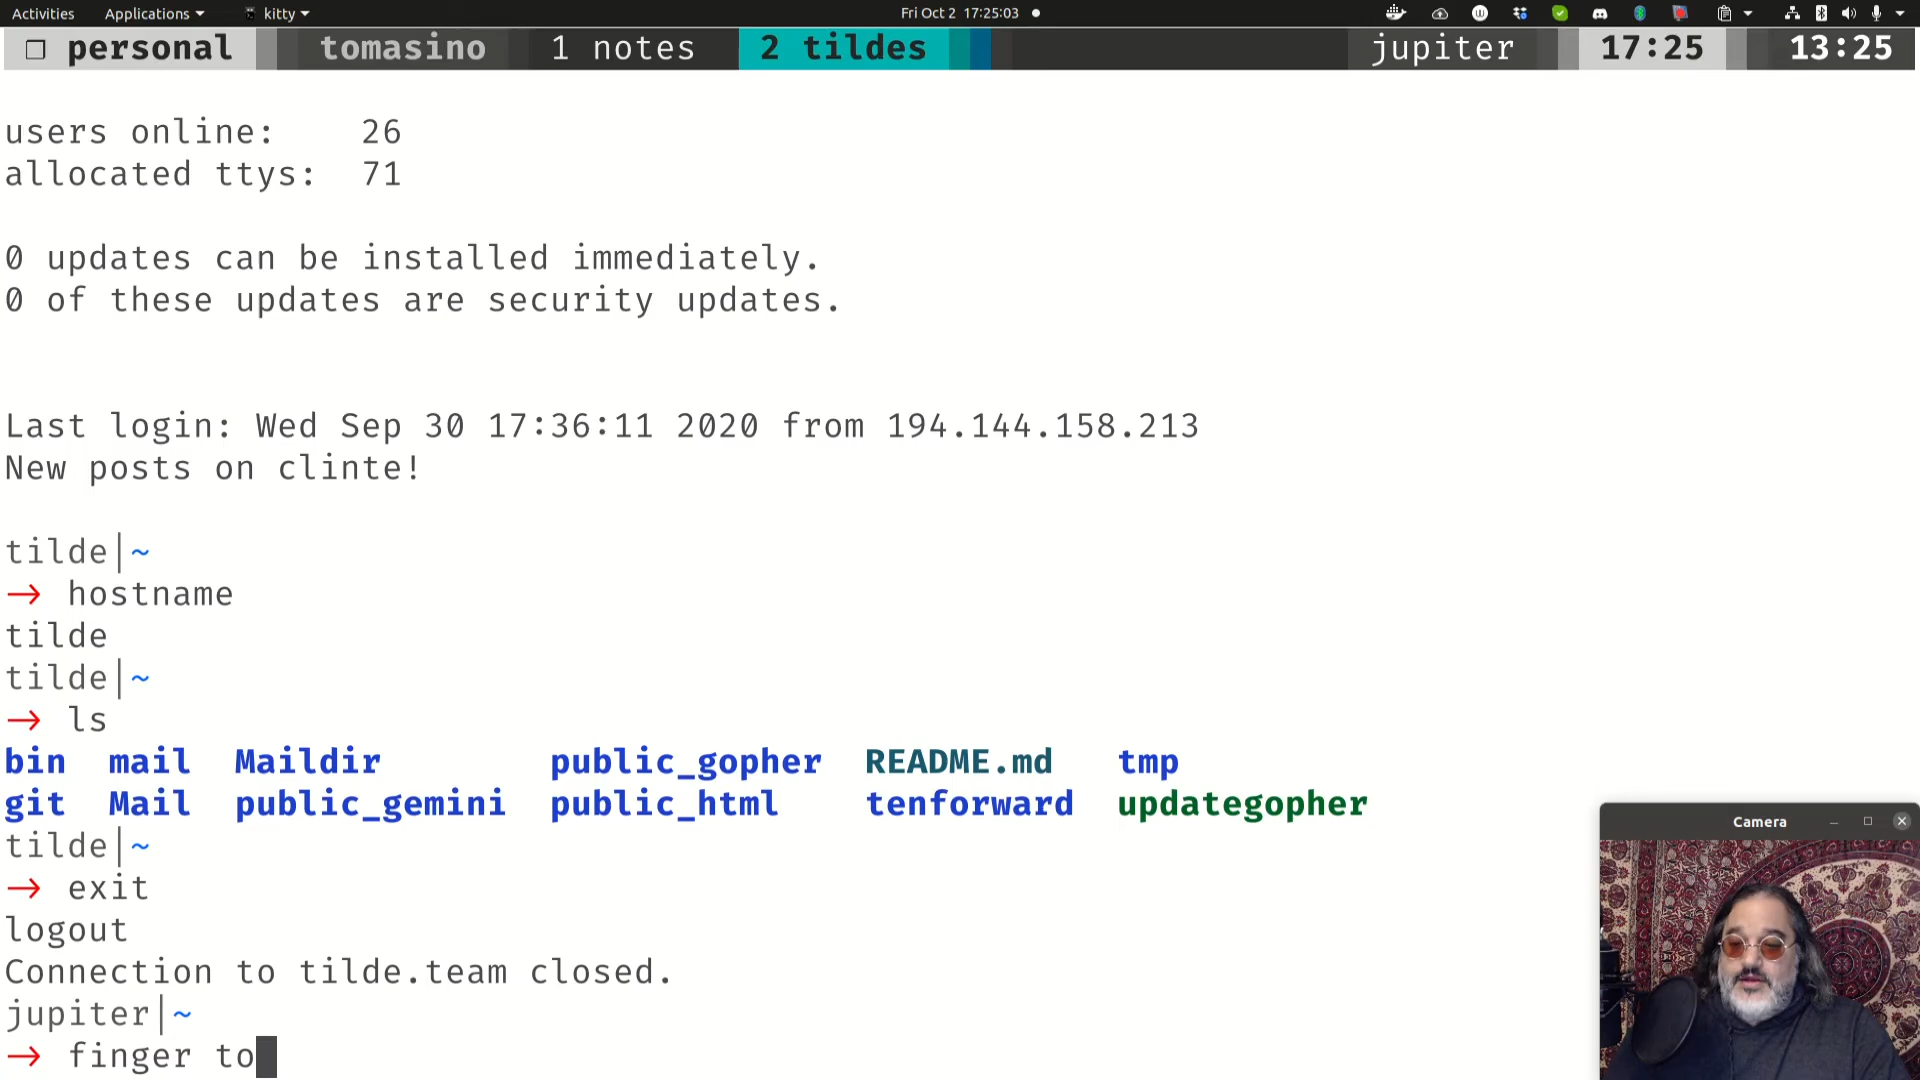 Activities Applications kitty Fri Oct 2 17:25:03
personal tomasino 1 notes 2 tildes jupiter 17:25 13:25
users online: 26
allocated ttys: 71
0 updates can be installed immediately.
0 of these updates are security updates.
Last login: Wed Sep 30 17:36:11 2020 from 194.144.158.213
New posts on clinte!
tilde|~
→ hostname
tilde
tilde|~
→ ls
bin mail Maildir public_gopher README.md tmp
git Mail public_gemini public_html tenforward updategopher
tilde|~
→ exit
logout
Connection to tilde.team closed.
jupiter|~
→ finger to
Camera